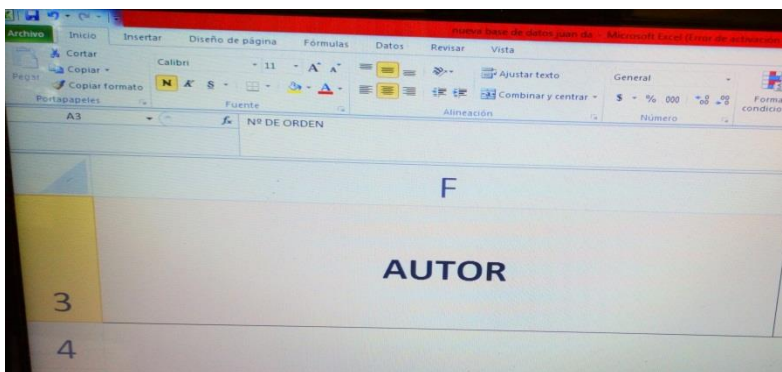 nueva base de datos juan da - Microsoft Excel (Error de activación
Archivo Inicio Insertar Diseño de página Fórmulas Datos Revisar Vista
Cortar
Copiar
Copiar formato
Pegar
Portapapeles
Calibri 11 A A
N K S A
Fuente
Ajustar texto
Combinar y centrar
Alineación
General
$ % 000
Número
Forma
condicio
A3 fx Nº DE ORDEN
F
3 AUTOR
4